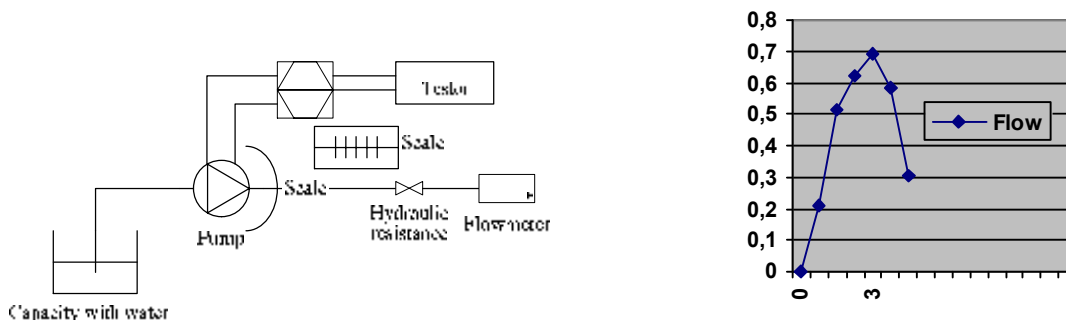 Testor
Scale
Scale
Pump
Hydraulic
resistance
Flowmeter
Capacity with water
0,8
0,7
0,6
0,5
0,4
0,3
0,2
0,1
0
0
3
Flow